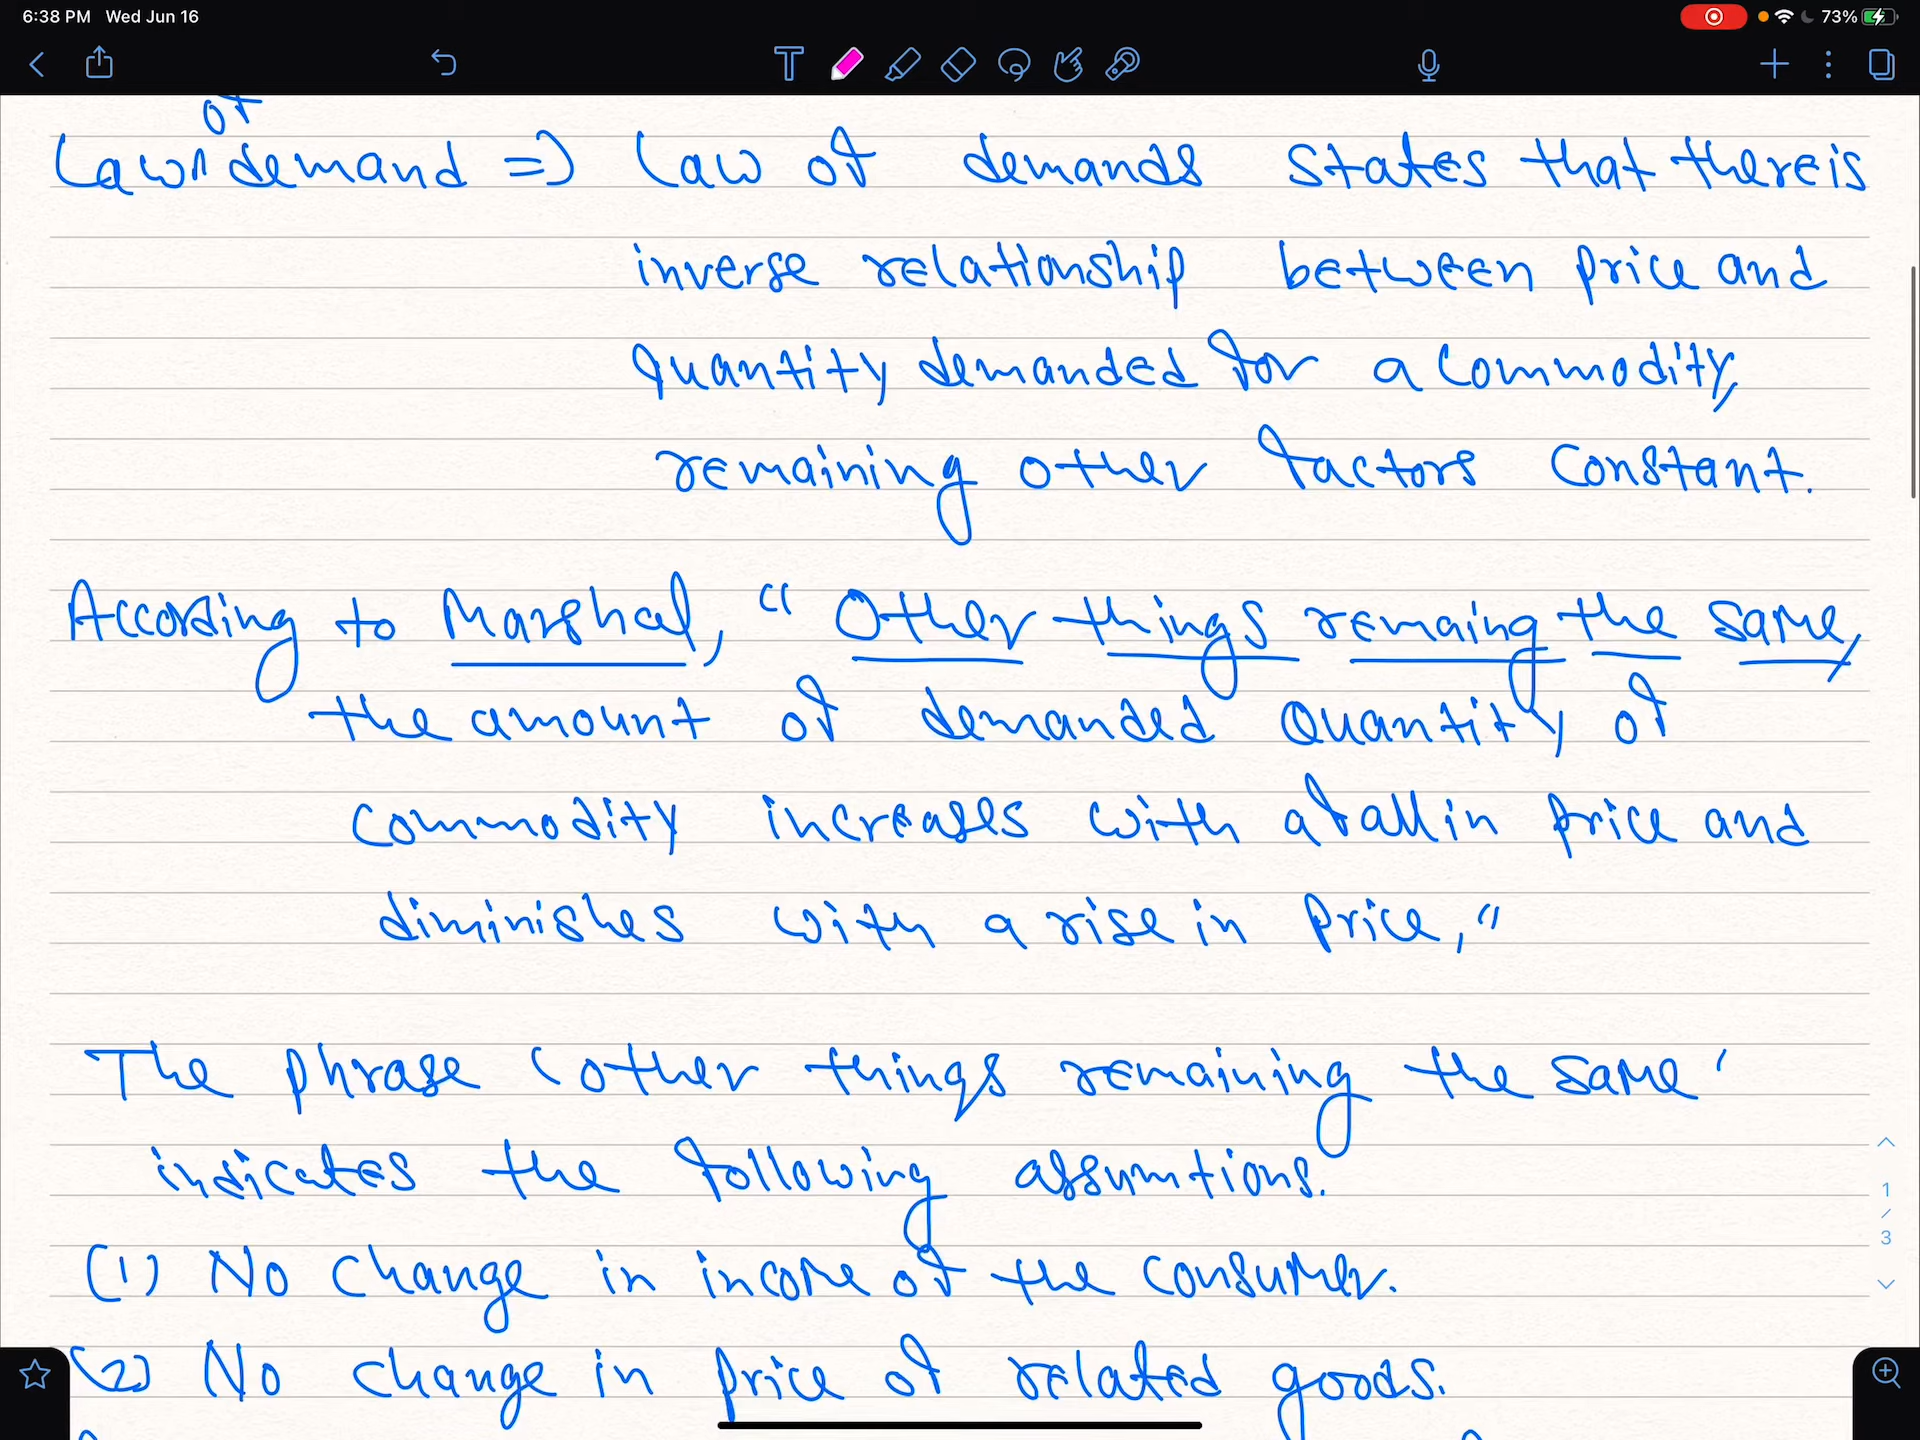 6:38 PM Wed Jun 16
73%
T
of
Law^demand => Law of demands states that there is
inverse relationship between price and
quantity demanded for a commodity,
remaining other factors constant.
According to Marshal, “Other things remaing the same,
the amount of demanded quantity of
commodity increases with a fall in price and
diminishes with a rise in price,"
The phrase 'other things remaining the same'
indicates the following assumtions.
(1) No change in income of the consumer.
(2) No change in price of related goods.
1
/
3